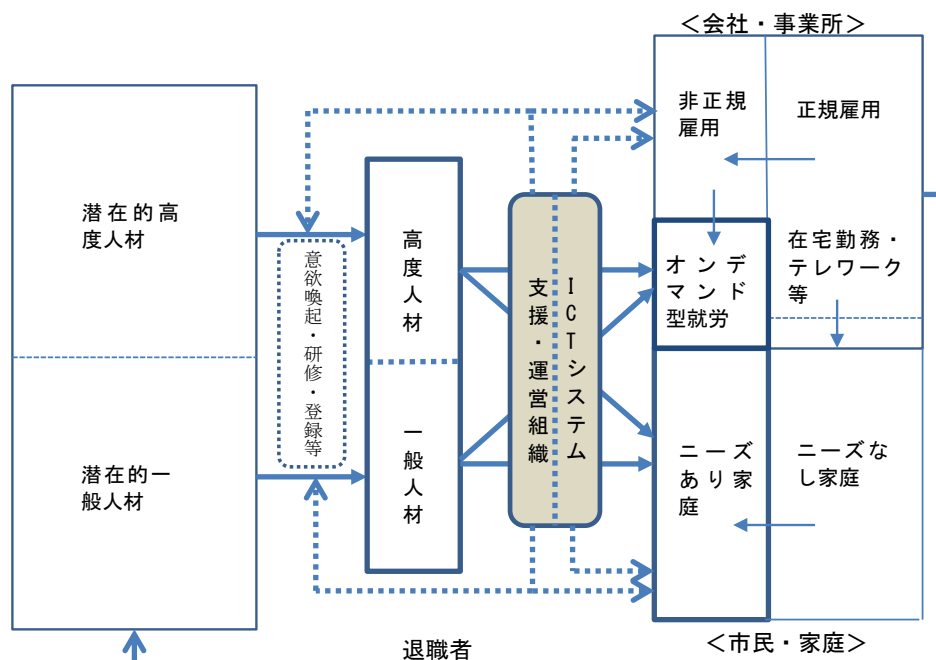 ＜会社・事業所＞
非正規
雇用
正規雇用
潜在的高
度人材
意欲喚起・研修・登録等
高度人材
支援・運営組織
ICTシステム
オンデ
マンド
型就労
在宅勤務・
テレワーク
等
潜在的一
般人材
一般人材
ニーズ
あり家
庭
ニーズな
し家庭
退職者
＜市民・家庭＞